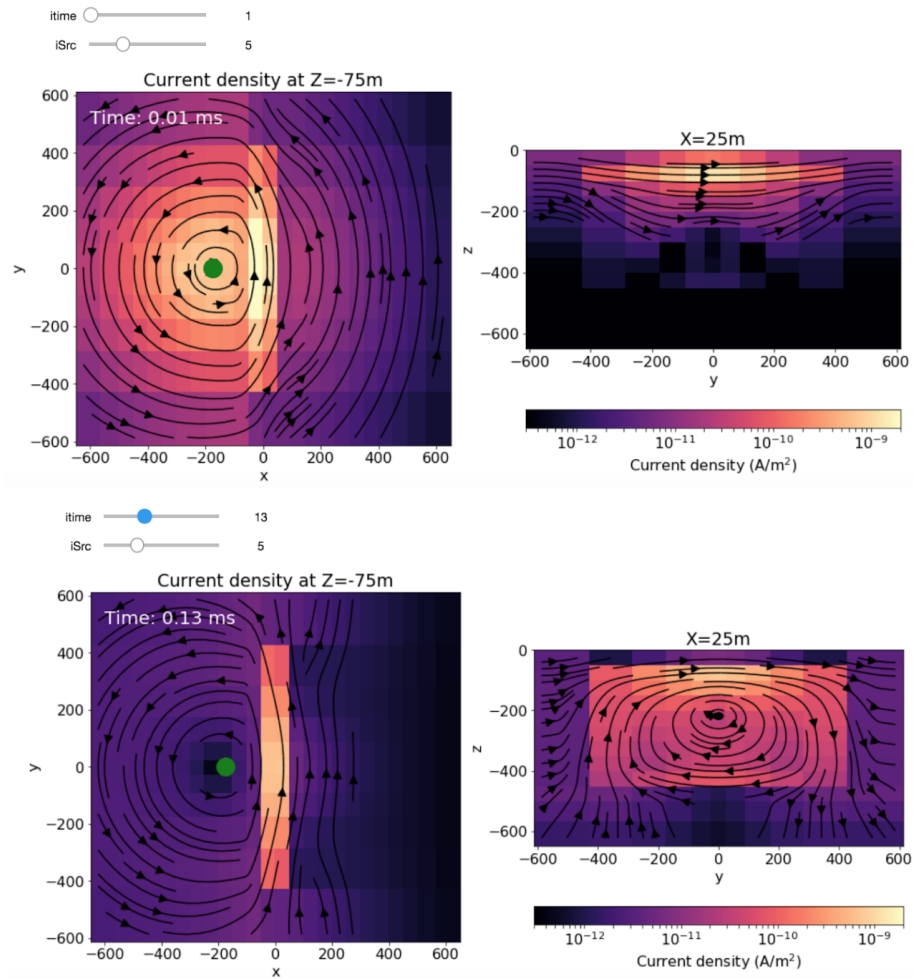 itime 1
iSrc 5
Current density at Z=-75m
Time: 0.01 ms
600
400
200
0
−200
−400
−600
y
−600 −400 −200 0 200 400 600
x
X=25m
0
−200
−400
−600
z
−600 −400 −200 0 200 400 600
y
10⁻¹² 10⁻¹¹ 10⁻¹⁰ 10⁻⁹
Current density (A/m²)
itime 13
iSrc 5
Current density at Z=-75m
Time: 0.13 ms
600
400
200
0
−200
−400
−600
y
−600 −400 −200 0 200 400 600
x
X=25m
0
−200
−400
−600
z
−600 −400 −200 0 200 400 600
y
10⁻¹² 10⁻¹¹ 10⁻¹⁰ 10⁻⁹
Current density (A/m²)